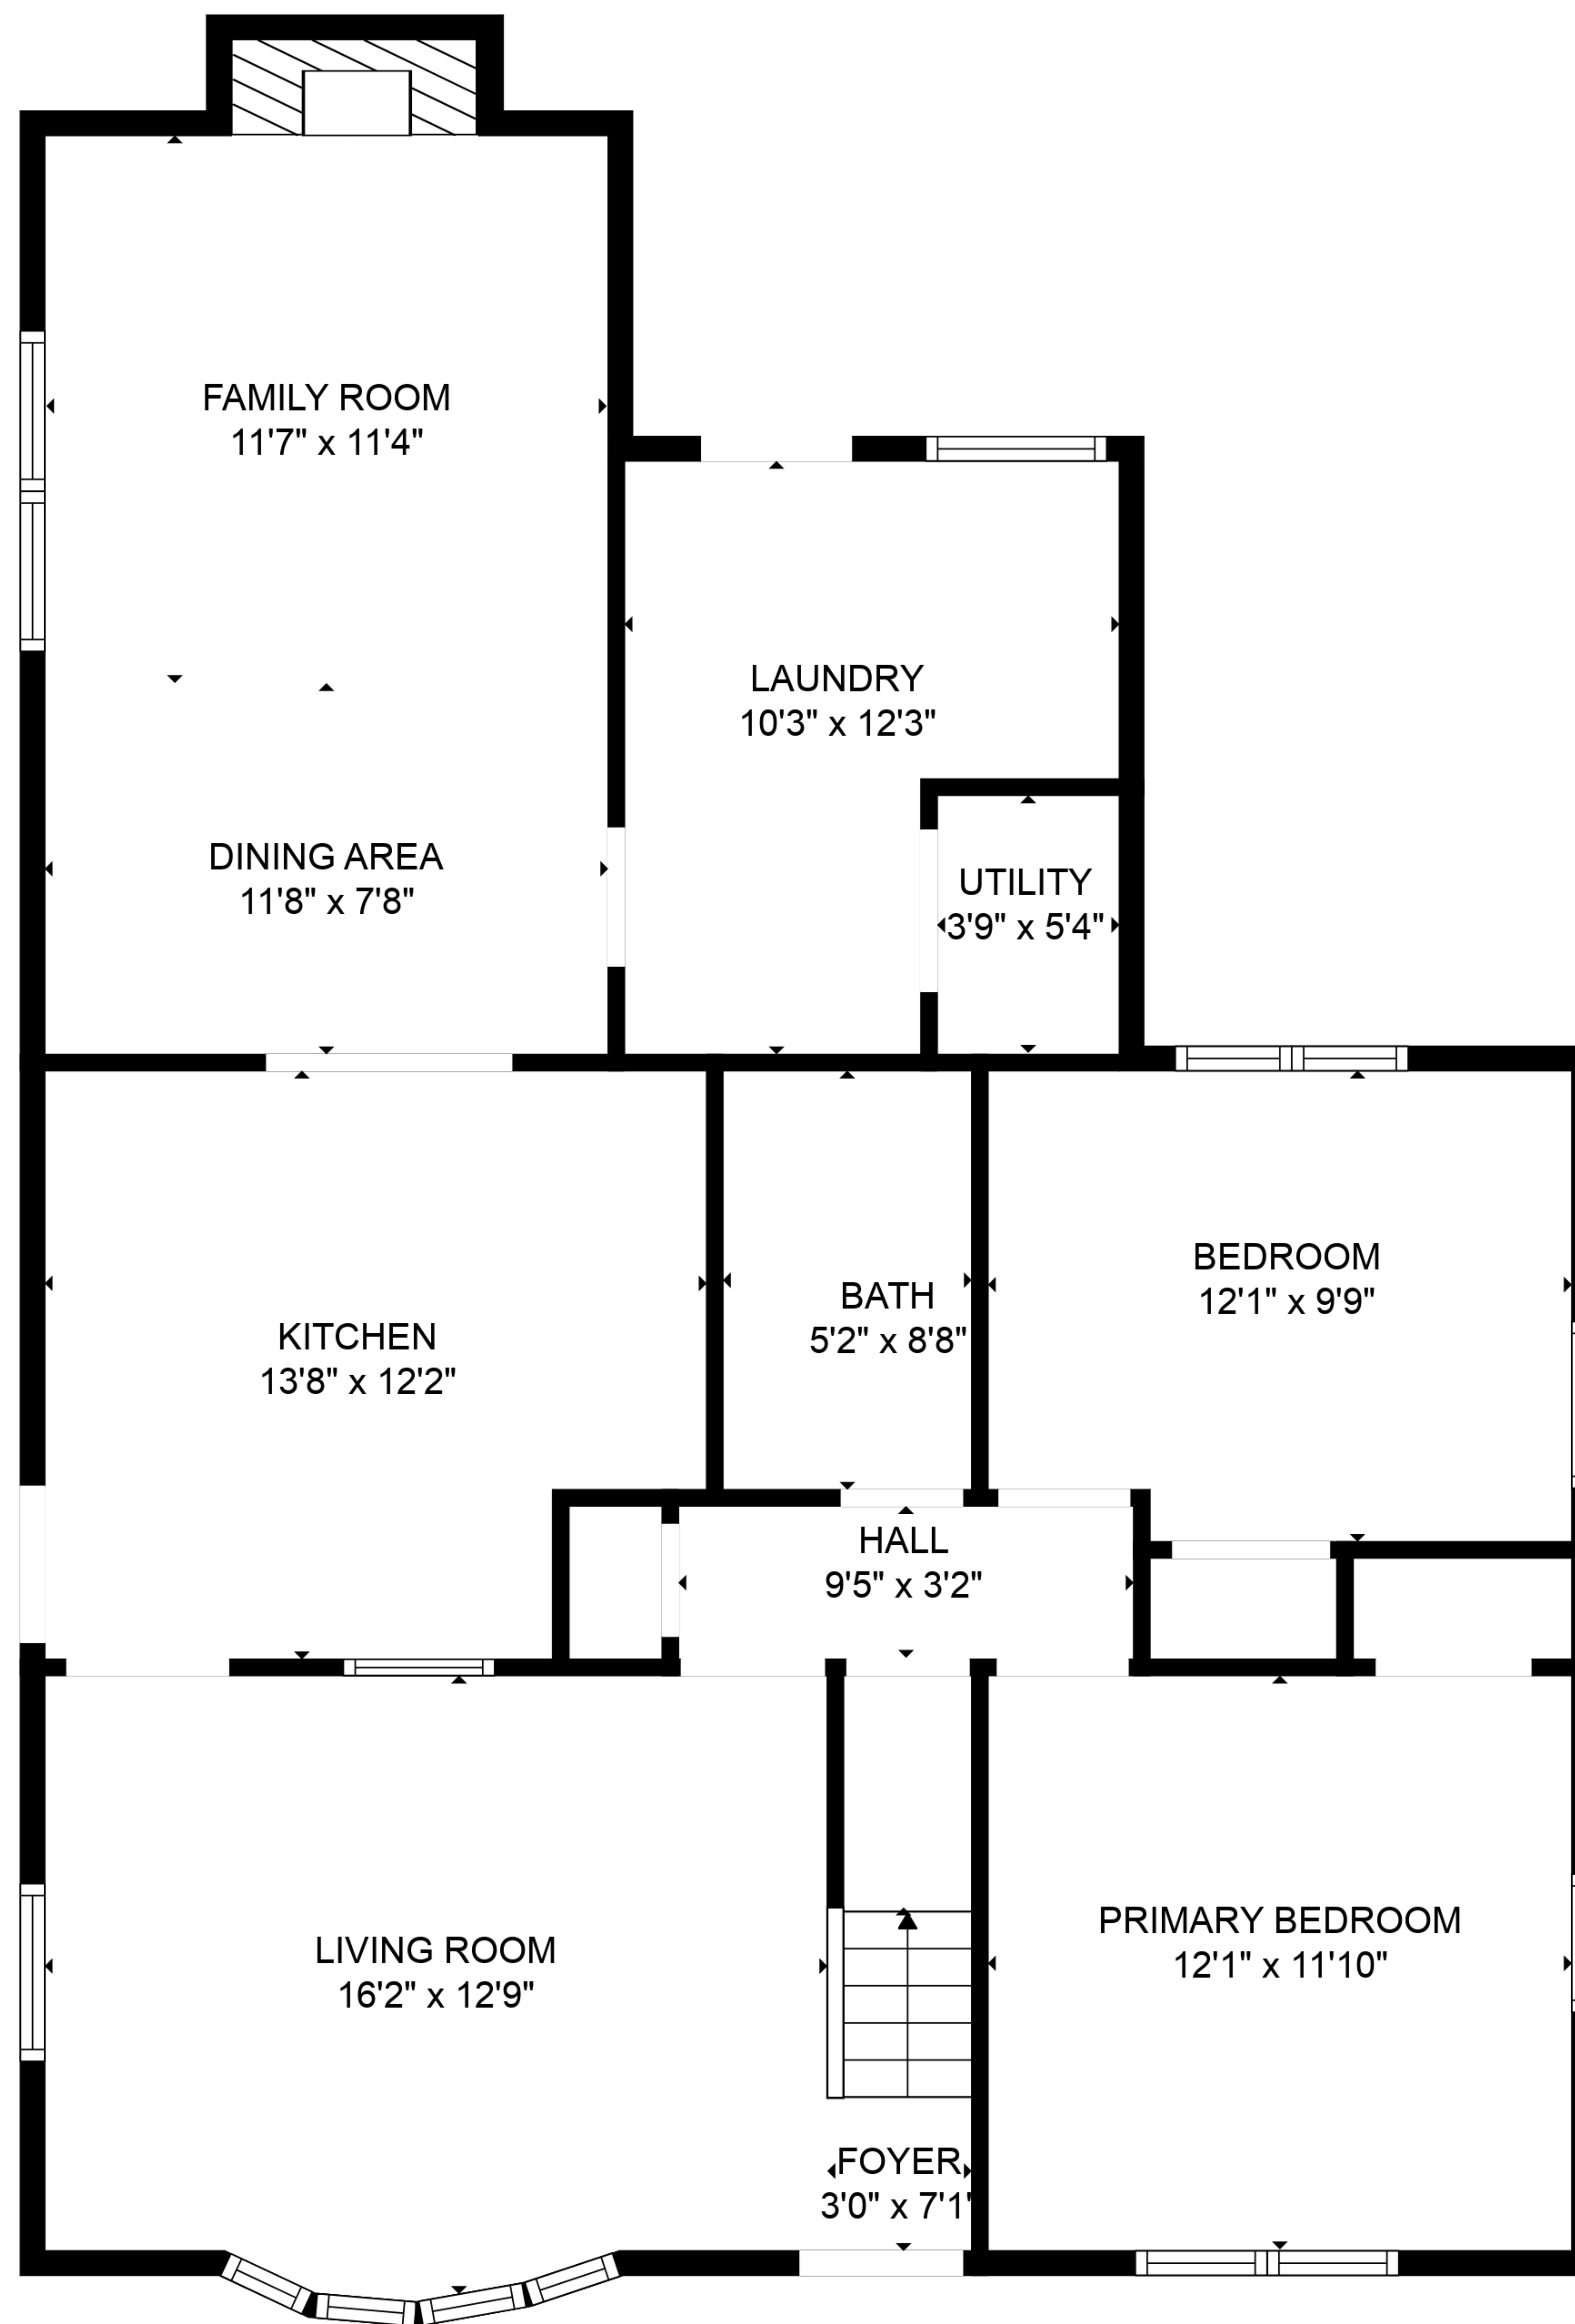 FAMILY ROOM
11'7" x 11'4"
LAUNDRY
10'3" x 12'3"
DINING AREA
11'8" x 7'8"
UTILITY
3'9" x 5'4"
BEDROOM
12'1" x 9'9"
BATH
5'2" x 8'8"
KITCHEN
13'8" x 12'2"
HALL
9'5" x 3'2"
PRIMARY BEDROOM
12'1" x 11'10"
LIVING ROOM
16'2" x 12'9"
FOYER
3'0" x 7'1"